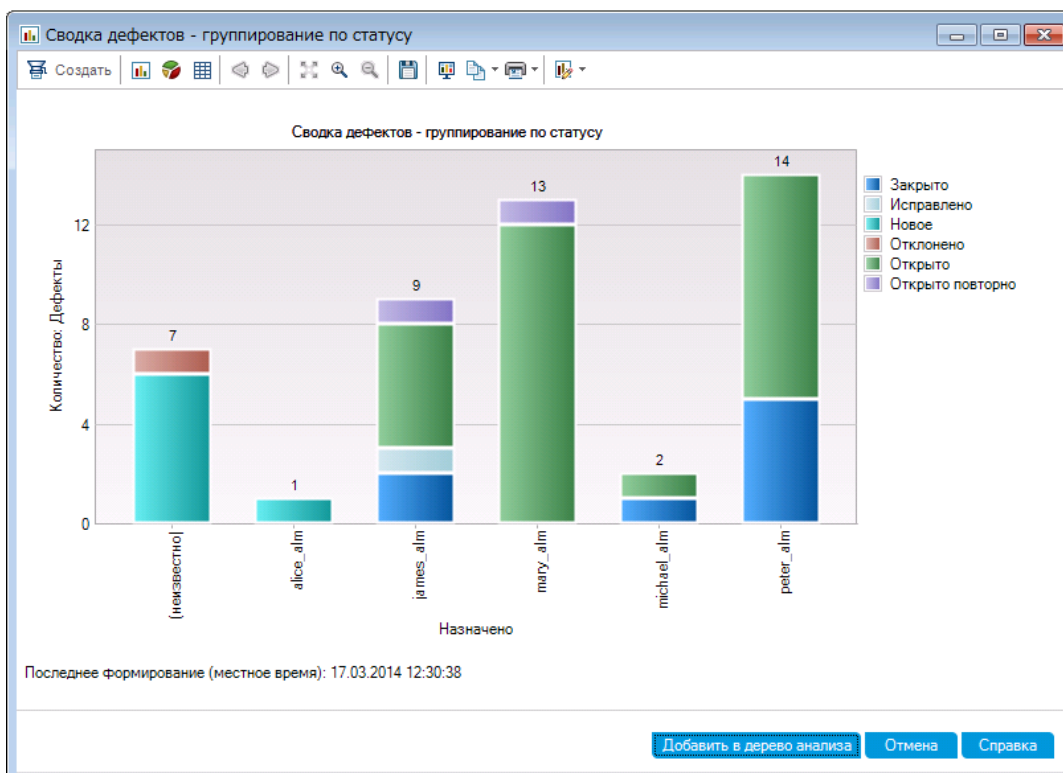 Сводка дефектов - группирование по статусу
Создать
Сводка дефектов - группирование по статусу
14
13
12
9
8
7
4
2
1
0
Количество: Дефекты
Закрыто
Исправлено
Новое
Отклонено
Открыто
Открыто повторно
(неизвестно)
alice_alm
james_alm
mary_alm
michael_alm
peter_alm
Назначено
Последнее формирование (местное время): 17.03.2014 12:30:38
Добавить в дерево анализа Отмена Справка